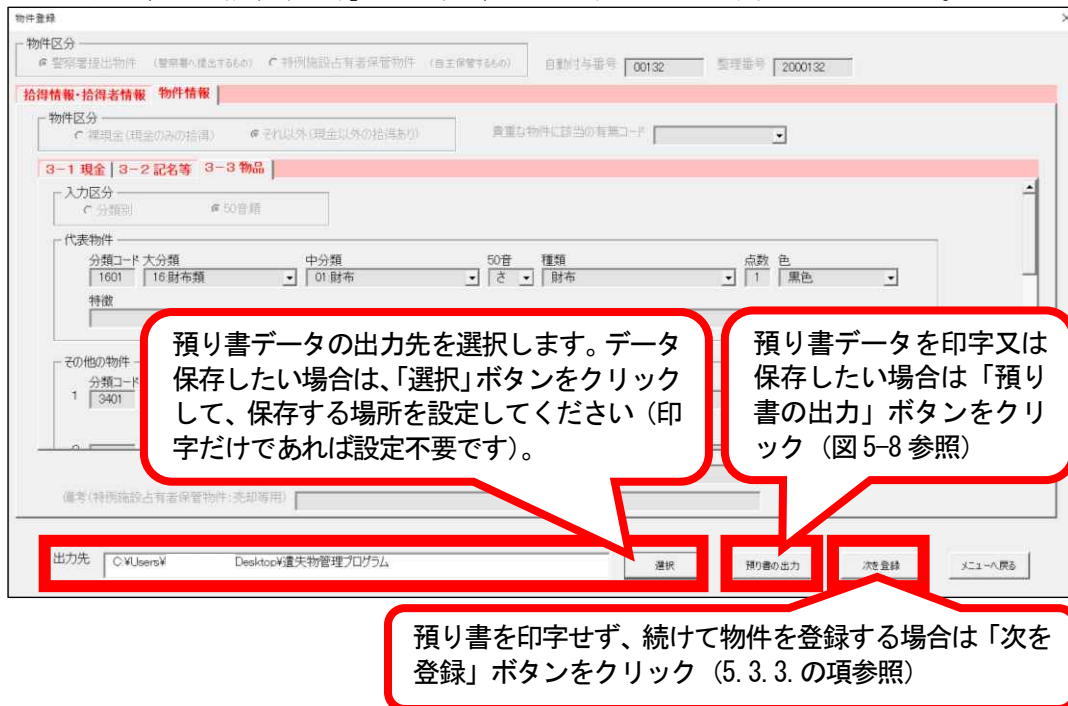 物件登録
物件区分
警察署提出物件 （警察署へ提出するもの） 特例施設占有者保管物件 （自主保管するもの） 自動付与番号 00132 整理番号 2000132
拾得情報・拾得者情報 物件情報
物件区分
裸現金(現金のみの拾得) それ以外(現金以外の拾得あり) 貴重な物件に該当の有無コード
3－1 現金 3－2 記名等 3－3 物品
入力区分
分類別 50音順
代表物件
分類コード 大分類 中分類 50音 種類 点数 色
1601 16:財布類 01:財布 さ 財布 1 黒色
特徴
その他の物件
分類コード
1 3401
預り書データの出力先を選択します。データ
保存したい場合は、「選択」ボタンをクリック
して、保存する場所を設定してください（印
字だけであれば設定不要です）。
預り書データを印字又は
保存したい場合は「預り
書の出力」ボタンをクリ
ック（図5-8 参照）
備考(特例施設占有者保管物件:売却等用)
出力先 C:¥Users¥ Desktop¥遺失物管理プログラム 選択 預り書の出力 次を登録 メニューへ戻る
預り書を印字せず、続けて物件を登録する場合は「次を
登録」ボタンをクリック（5.3.3.の項参照）